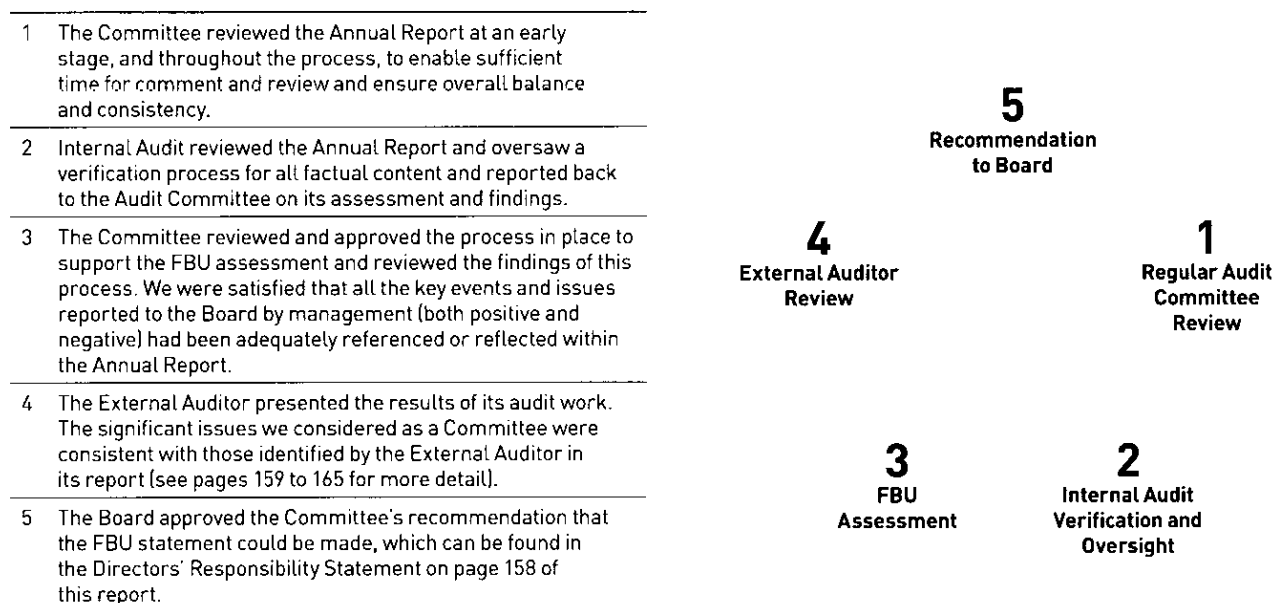 1 The Committee reviewed the Annual Report at an early
stage, and throughout the process, to enable sufficient
time for comment and review and ensure overall balance
and consistency.
2 Internal Audit reviewed the Annual Report and oversaw a
verification process for all factual content and reported back
to the Audit Committee on its assessment and findings.
3 The Committee reviewed and approved the process in place to
support the FBU assessment and reviewed the findings of this
process. We were satisfied that all the key events and issues
reported to the Board by management (both positive and
negative) had been adequately referenced or reflected within
the Annual Report.
4 The External Auditor presented the results of its audit work.
The significant issues we considered as a Committee were
consistent with those identified by the External Auditor in
its report (see pages 159 to 165 for more detail).
5 The Board approved the Committee's recommendation that
the FBU statement could be made, which can be found in
the Directors' Responsibility Statement on page 158 of
this report.
5
Recommendation
to Board
4
External Auditor
Review
1
Regular Audit
Committee
Review
3
FBU
Assessment
2
Internal Audit
Verification and
Oversight